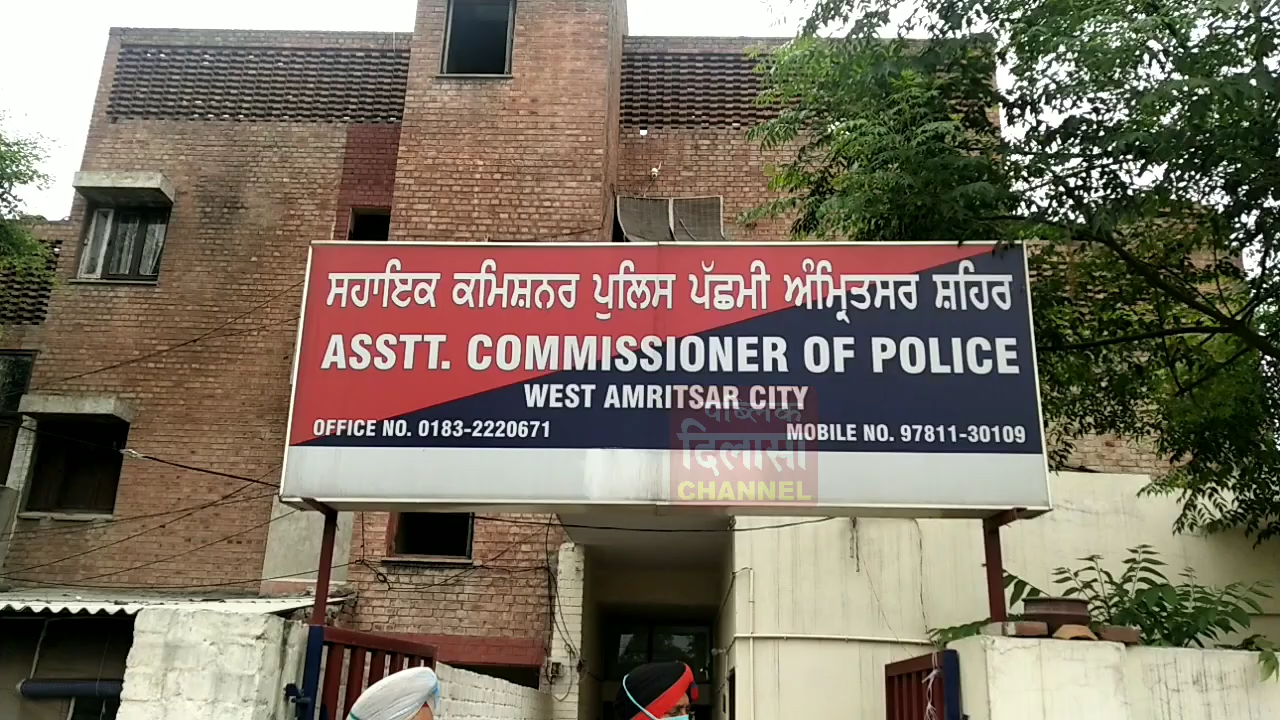 ਸਹਾਇਕ ਕਮਿਸ਼ਨਰ ਪੁਲਿਸ ਪੱਛਮੀ ਅੰਮ੍ਰਿਤਸਰ ਸ਼ਹਿਰ
ASSTT. COMMISSIONER OF POLICE
WEST AMRITSAR CITY
OFFICE NO. 0183-2220671 MOBILE NO. 97811-30109
पब्लिक
दिलासा
CHANNEL